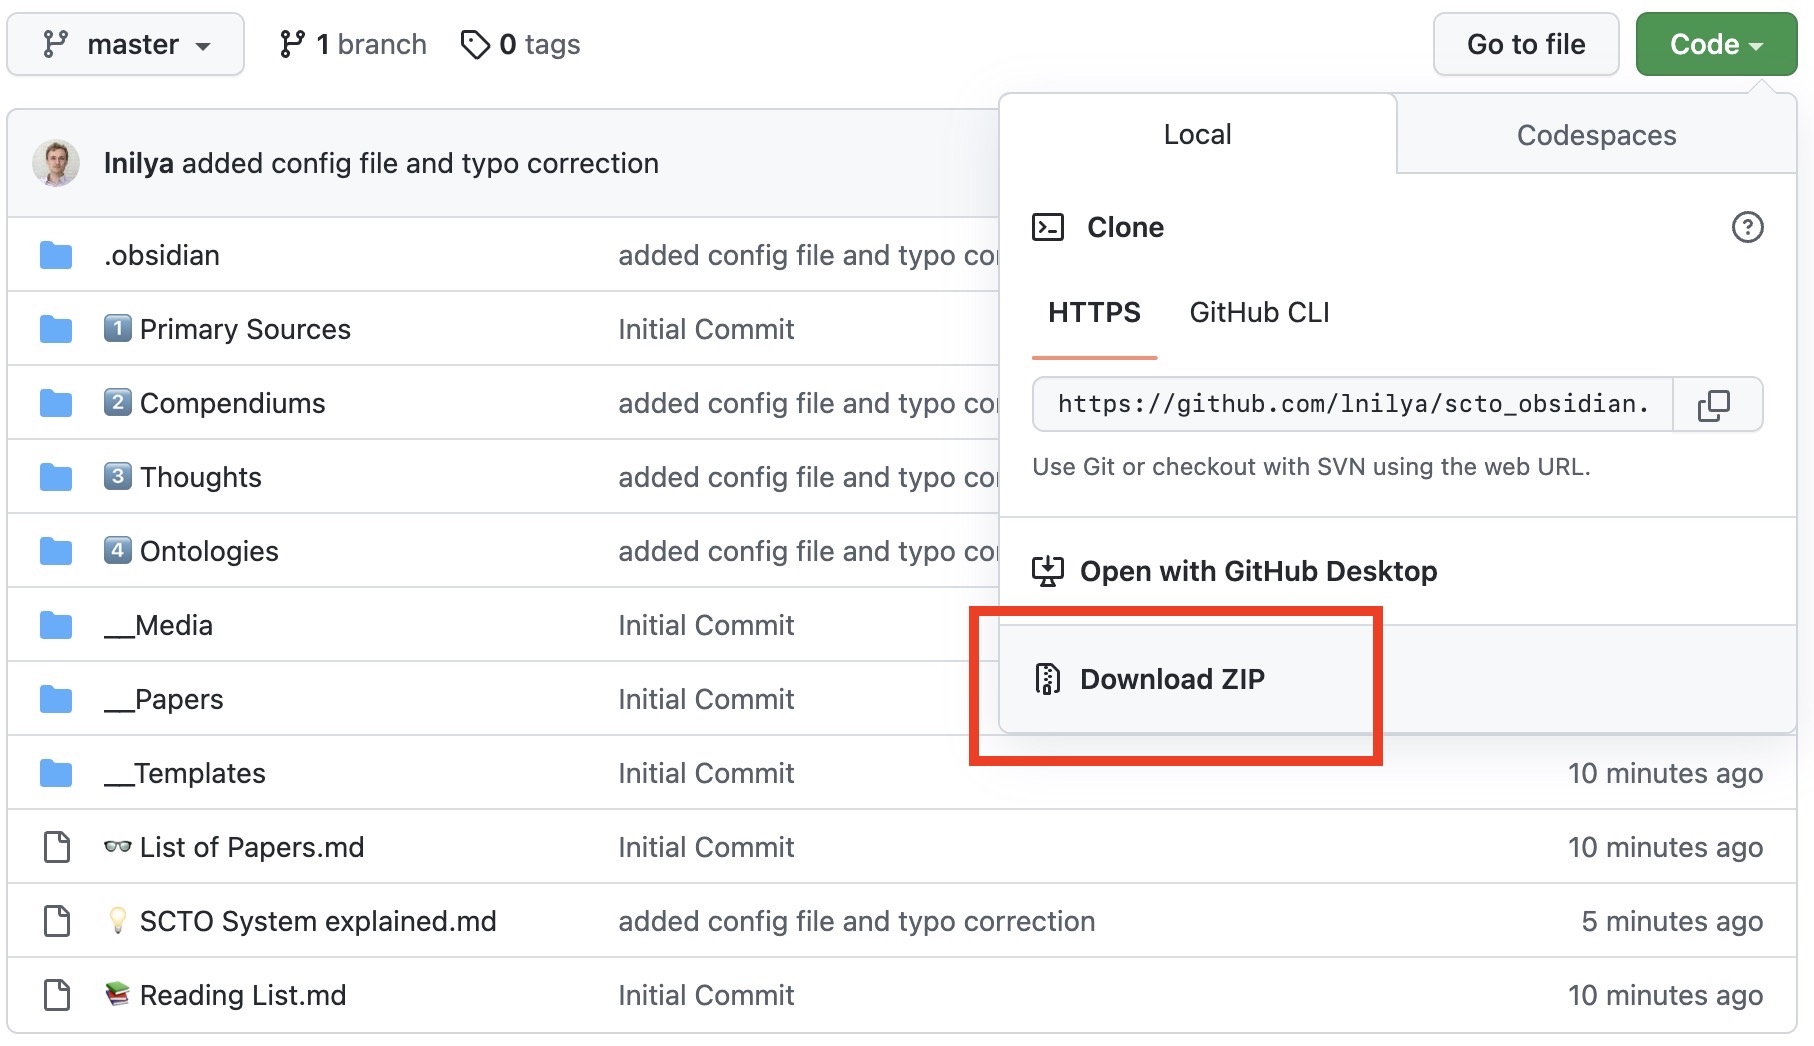 master 1 branch 0 tags Go to file Code
lnilya added config file and typo correction
.obsidian added config file and typo co
1 Primary Sources Initial Commit
2 Compendiums added config file and typo co
3 Thoughts added config file and typo co
4 Ontologies added config file and typo co
__Media Initial Commit
__Papers Initial Commit
__Templates Initial Commit 10 minutes ago
List of Papers.md Initial Commit 10 minutes ago
SCTO System explained.md added config file and typo correction 5 minutes ago
Reading List.md Initial Commit 10 minutes ago
Local Codespaces
Clone
HTTPS GitHub CLI
https://github.com/lnilya/scto_obsidian.
Use Git or checkout with SVN using the web URL.
Open with GitHub Desktop
Download ZIP